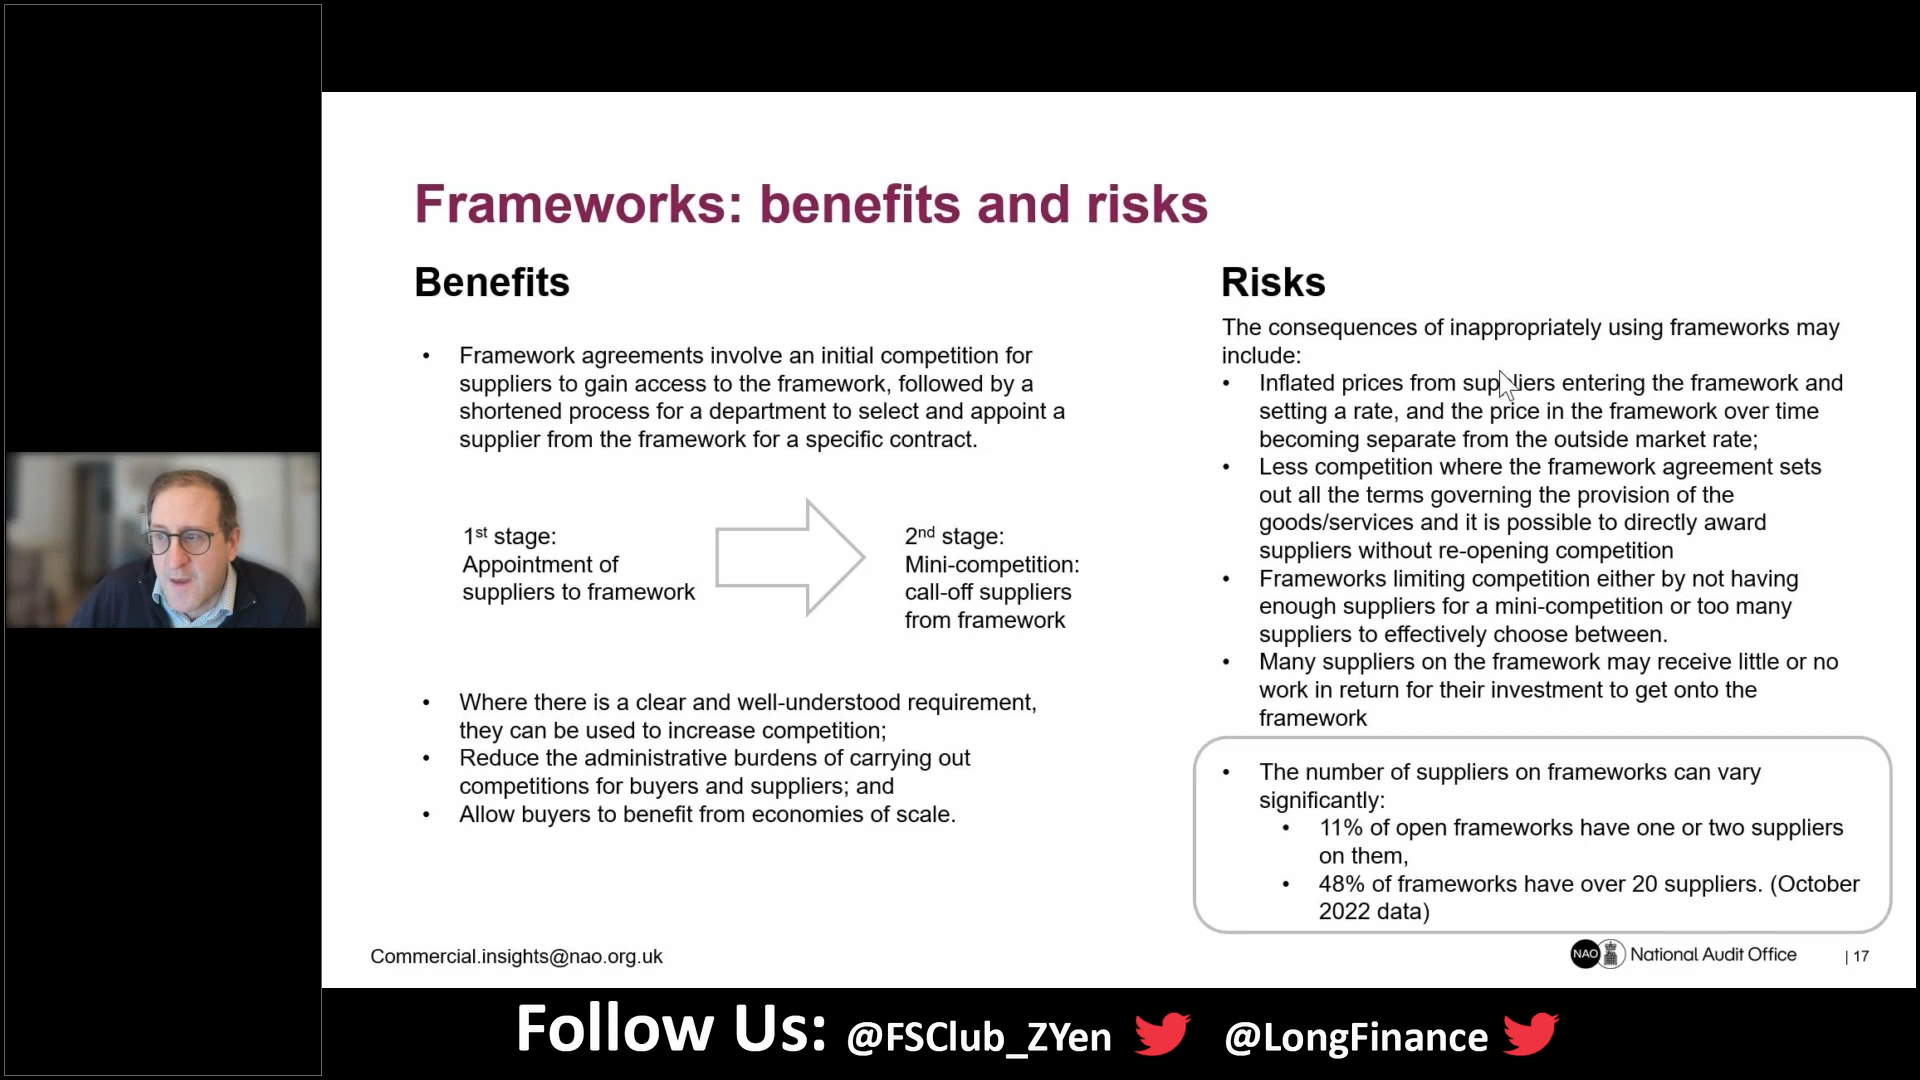 Frameworks: benefits and risks
Benefits
• Framework agreements involve an initial competition for
suppliers to gain access to the framework, followed by a
shortened process for a department to select and appoint a
supplier from the framework for a specific contract.
1st stage:
Appointment of
suppliers to framework
2nd stage:
Mini-competition:
call-off suppliers
from framework
• Where there is a clear and well-understood requirement,
they can be used to increase competition;
• Reduce the administrative burdens of carrying out
competitions for buyers and suppliers; and
• Allow buyers to benefit from economies of scale.
Risks
The consequences of inappropriately using frameworks may
include:
• Inflated prices from suppliers entering the framework and
setting a rate, and the price in the framework over time
becoming separate from the outside market rate;
• Less competition where the framework agreement sets
out all the terms governing the provision of the
goods/services and it is possible to directly award
suppliers without re-opening competition
• Frameworks limiting competition either by not having
enough suppliers for a mini-competition or too many
suppliers to effectively choose between.
• Many suppliers on the framework may receive little or no
work in return for their investment to get onto the
framework
• The number of suppliers on frameworks can vary
significantly:
• 11% of open frameworks have one or two suppliers
on them,
• 48% of frameworks have over 20 suppliers. (October
2022 data)
Commercial.insights@nao.org.uk
NAO National Audit Office
| 17
Follow Us: @FSClub_ZYen @LongFinance